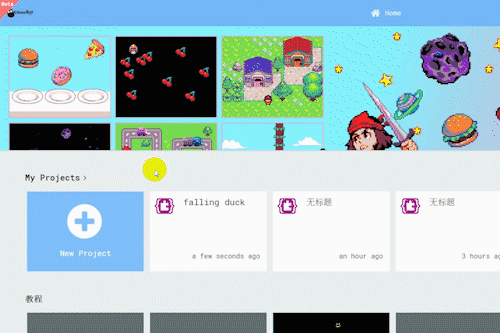 Beta
Home
My Projects >
falling duck
无标题
无标题
New Project
a few seconds ago
an hour ago
3 hours ag
教程